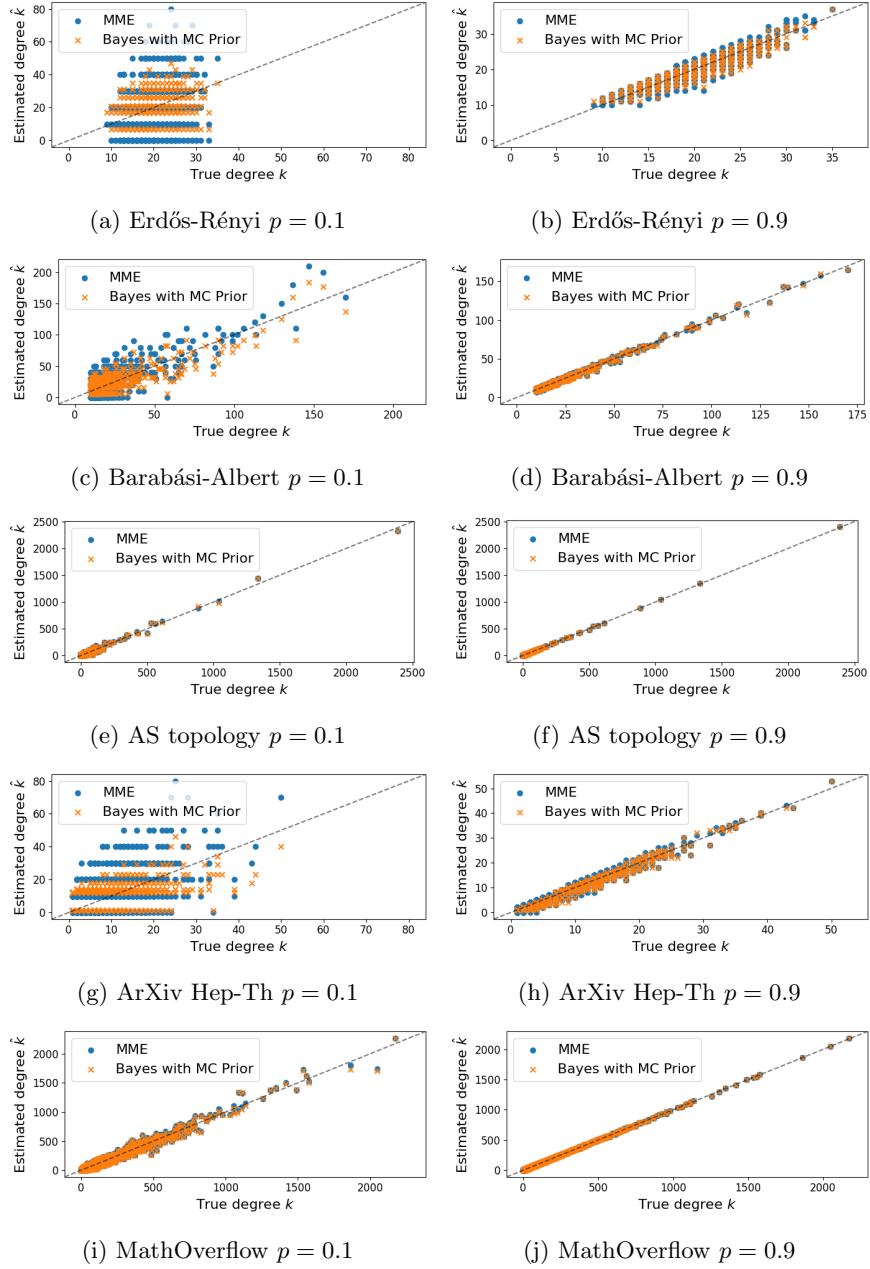 MME
Bayes with MC Prior
Estimated degree k̂
80
60
40
20
0
0 10 20 30 40 50 60 70 80
True degree k
(a) Erdős-Rényi p = 0.1
MME
Bayes with MC Prior
Estimated degree k̂
30
20
10
0
0 5 10 15 20 25 30 35
True degree k
(b) Erdős-Rényi p = 0.9
MME
Bayes with MC Prior
Estimated degree k̂
200
150
100
50
0
0 50 100 150 200
True degree k
(c) Barabási-Albert p = 0.1
MME
Bayes with MC Prior
Estimated degree k̂
150
100
50
0
0 25 50 75 100 125 150 175
True degree k
(d) Barabási-Albert p = 0.9
MME
Bayes with MC Prior
Estimated degree k̂
2500
2000
1500
1000
500
0
0 500 1000 1500 2000 2500
True degree k
(e) AS topology p = 0.1
MME
Bayes with MC Prior
Estimated degree k̂
2500
2000
1500
1000
500
0
0 500 1000 1500 2000 2500
True degree k
(f) AS topology p = 0.9
MME
Bayes with MC Prior
Estimated degree k̂
80
60
40
20
0
0 10 20 30 40 50 60 70 80
True degree k
(g) ArXiv Hep-Th p = 0.1
MME
Bayes with MC Prior
Estimated degree k̂
50
40
30
20
10
0
0 10 20 30 40 50
True degree k
(h) ArXiv Hep-Th p = 0.9
MME
Bayes with MC Prior
Estimated degree k̂
2000
1500
1000
500
0
0 500 1000 1500 2000
True degree k
(i) MathOverflow p = 0.1
MME
Bayes with MC Prior
Estimated degree k̂
2000
1500
1000
500
0
0 500 1000 1500 2000
True degree k
(j) MathOverflow p = 0.9